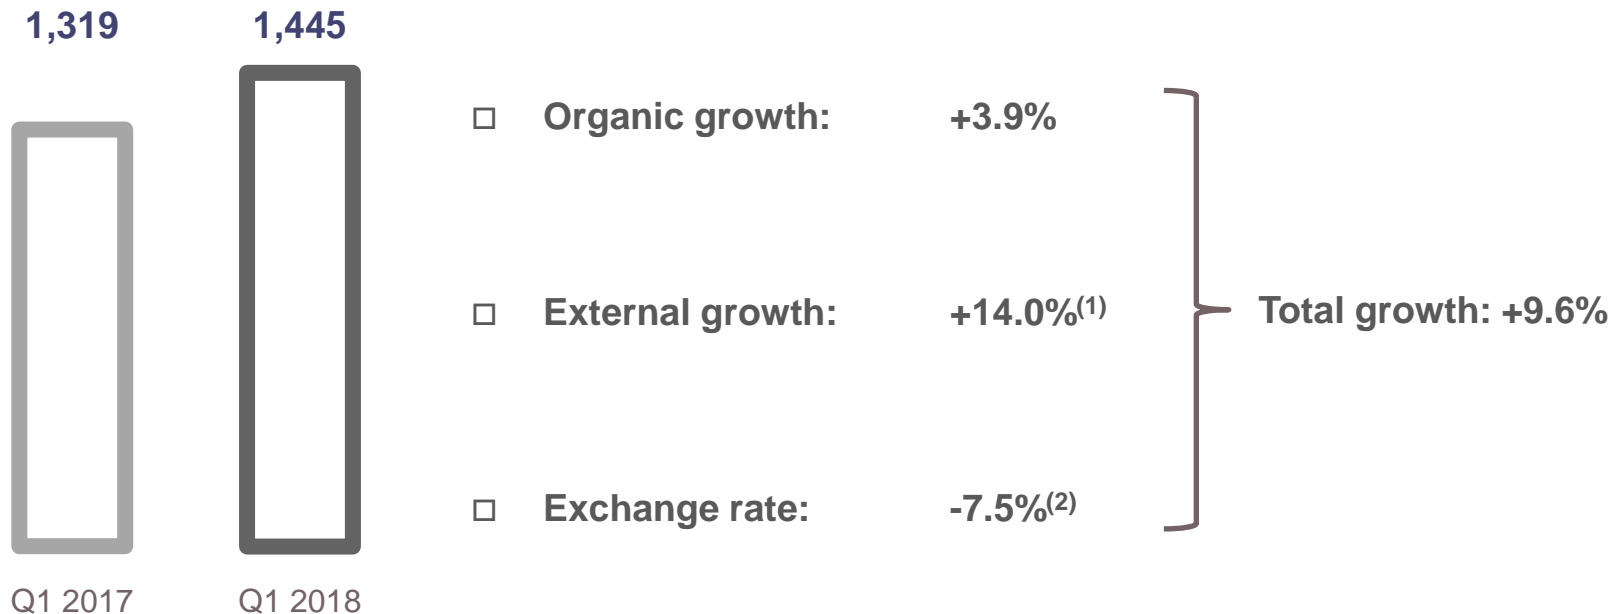 1,319
1,445
□ Organic growth: +3.9%
□ External growth: +14.0%(1)
Total growth: +9.6%
□ Exchange rate: -7.5%(2)
Q1 2017
Q1 2018